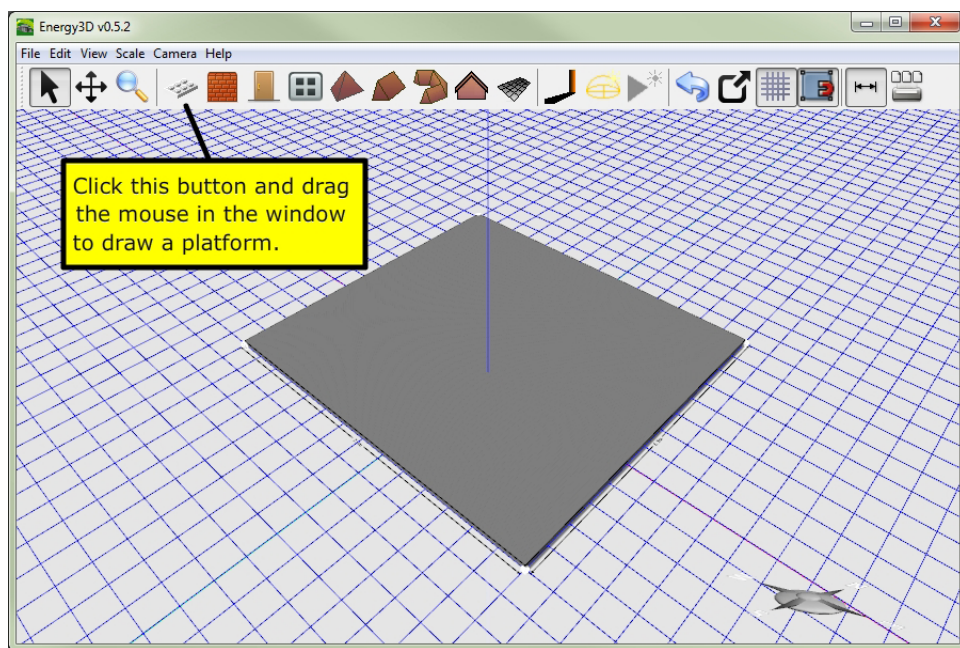 Energy3D v0.5.2
File Edit View Scale Camera Help
Click this button and drag
the mouse in the window
to draw a platform.